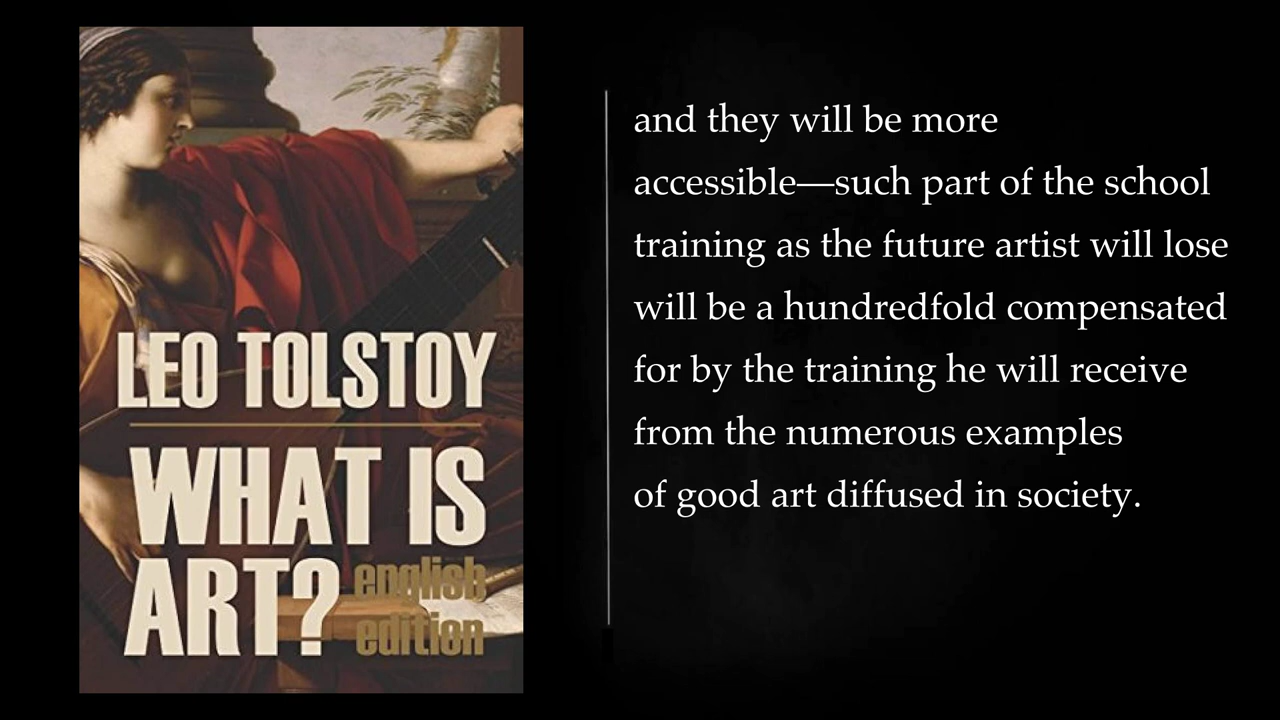 LEO TOLSTOY
WHAT IS
ART? english
edition
and they will be more
accessible—such part of the school
training as the future artist will lose
will be a hundredfold compensated
for by the training he will receive
from the numerous examples
of good art diffused in society.